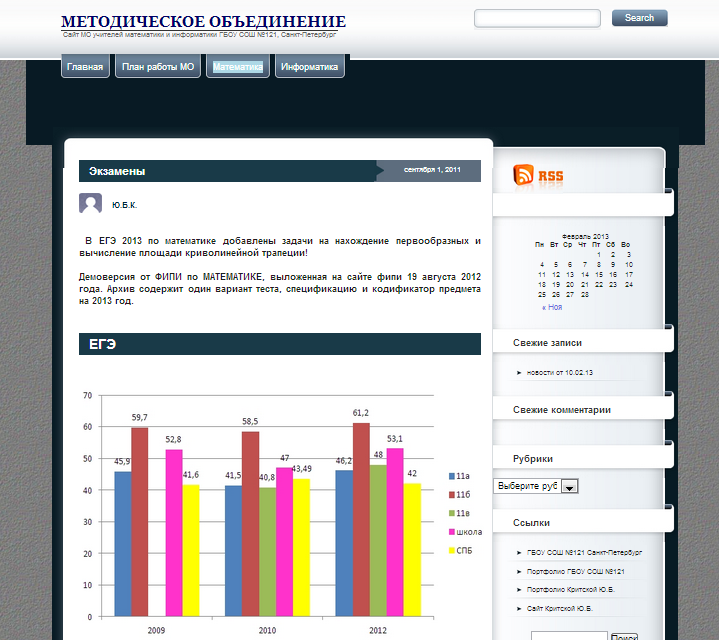 МЕТОДИЧЕСКОЕ ОБЪЕДИНЕНИЕ
Сайт МО учителей математики и информатики ГБОУ СОШ №121, Санкт-Петербург
Search
Главная
План работы МО
Математика
Информатика
Экзамены
сентября 1, 2011
Ю.Б.К.
В ЕГЭ 2013 по математике добавлены задачи на нахождение первообразных и
вычисление площади криволинейной трапеции!
Демоверсия от ФИПИ по МАТЕМАТИКЕ, выложенная на сайте фипи 19 августа 2012
года. Архив содержит один вариант теста, спецификацию и кодификатор предмета
на 2013 год.
ЕГЭ
70
60
50
40
30
20
10
0
45,9
59,7
52,8
41,6
41,5
58,5
40,8
47
43,49
46,2
61,2
48
53,1
42
2009
2010
2012
11а
11б
11в
школа
СПБ
RSS
Февраль 2013
Пн Вт Ср Чт Пт Сб Во
1 2 3
4 5 6 7 8 9 10
11 12 13 14 15 16 17
18 19 20 21 22 23 24
25 26 27 28
« Ноя
Свежие записи
новости от 10.02.13
Свежие комментарии
Рубрики
Выберите руб
Ссылки
ГБОУ СОШ №121 Санкт-Петербург
Портфолио ГБОУ СОШ №121
Портфолио Критской Ю.Б.
Сайт Критской Ю.Б.
Поиск